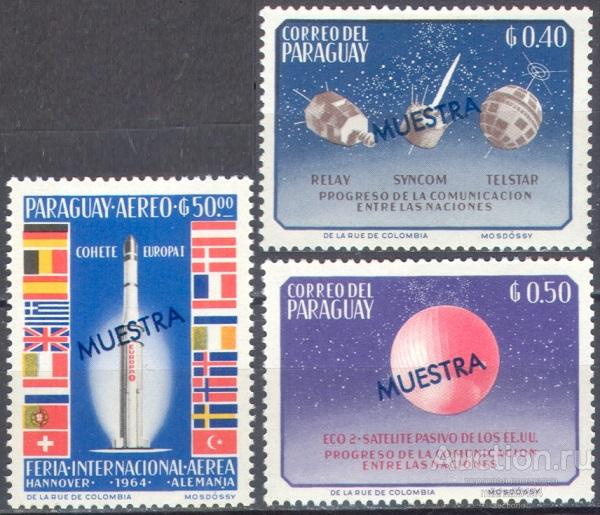 CORREO DEL
PARAGUAY
₲ 0.40
MUESTRA
RELAY SYNCOM TELSTAR
PROGRESO DE LA COMUNICACION
ENTRE LAS NACIONES
DE LA RUE DE COLOMBIA MOSDÓSSY
PARAGUAY·AEREO·₲50.00
COHETE EUROPA I
MUESTRA
EUROPA
FERIA·INTERNACIONAL·AEREA
HANNOVER ·1964· ALEMANIA
DE LA RUE DE COLOMBIA MOSDÓSSY
CORREO DEL
PARAGUAY
₲ 0.50
MUESTRA
ECO 2-SATELITE PASIVO DE LOS EE.UU.
PROGRESO DE LA COMUNICACION
ENTRE LAS NACIONES
DE LA RUE DE COLOMBIA MOSDÓSSY
Auction.ru